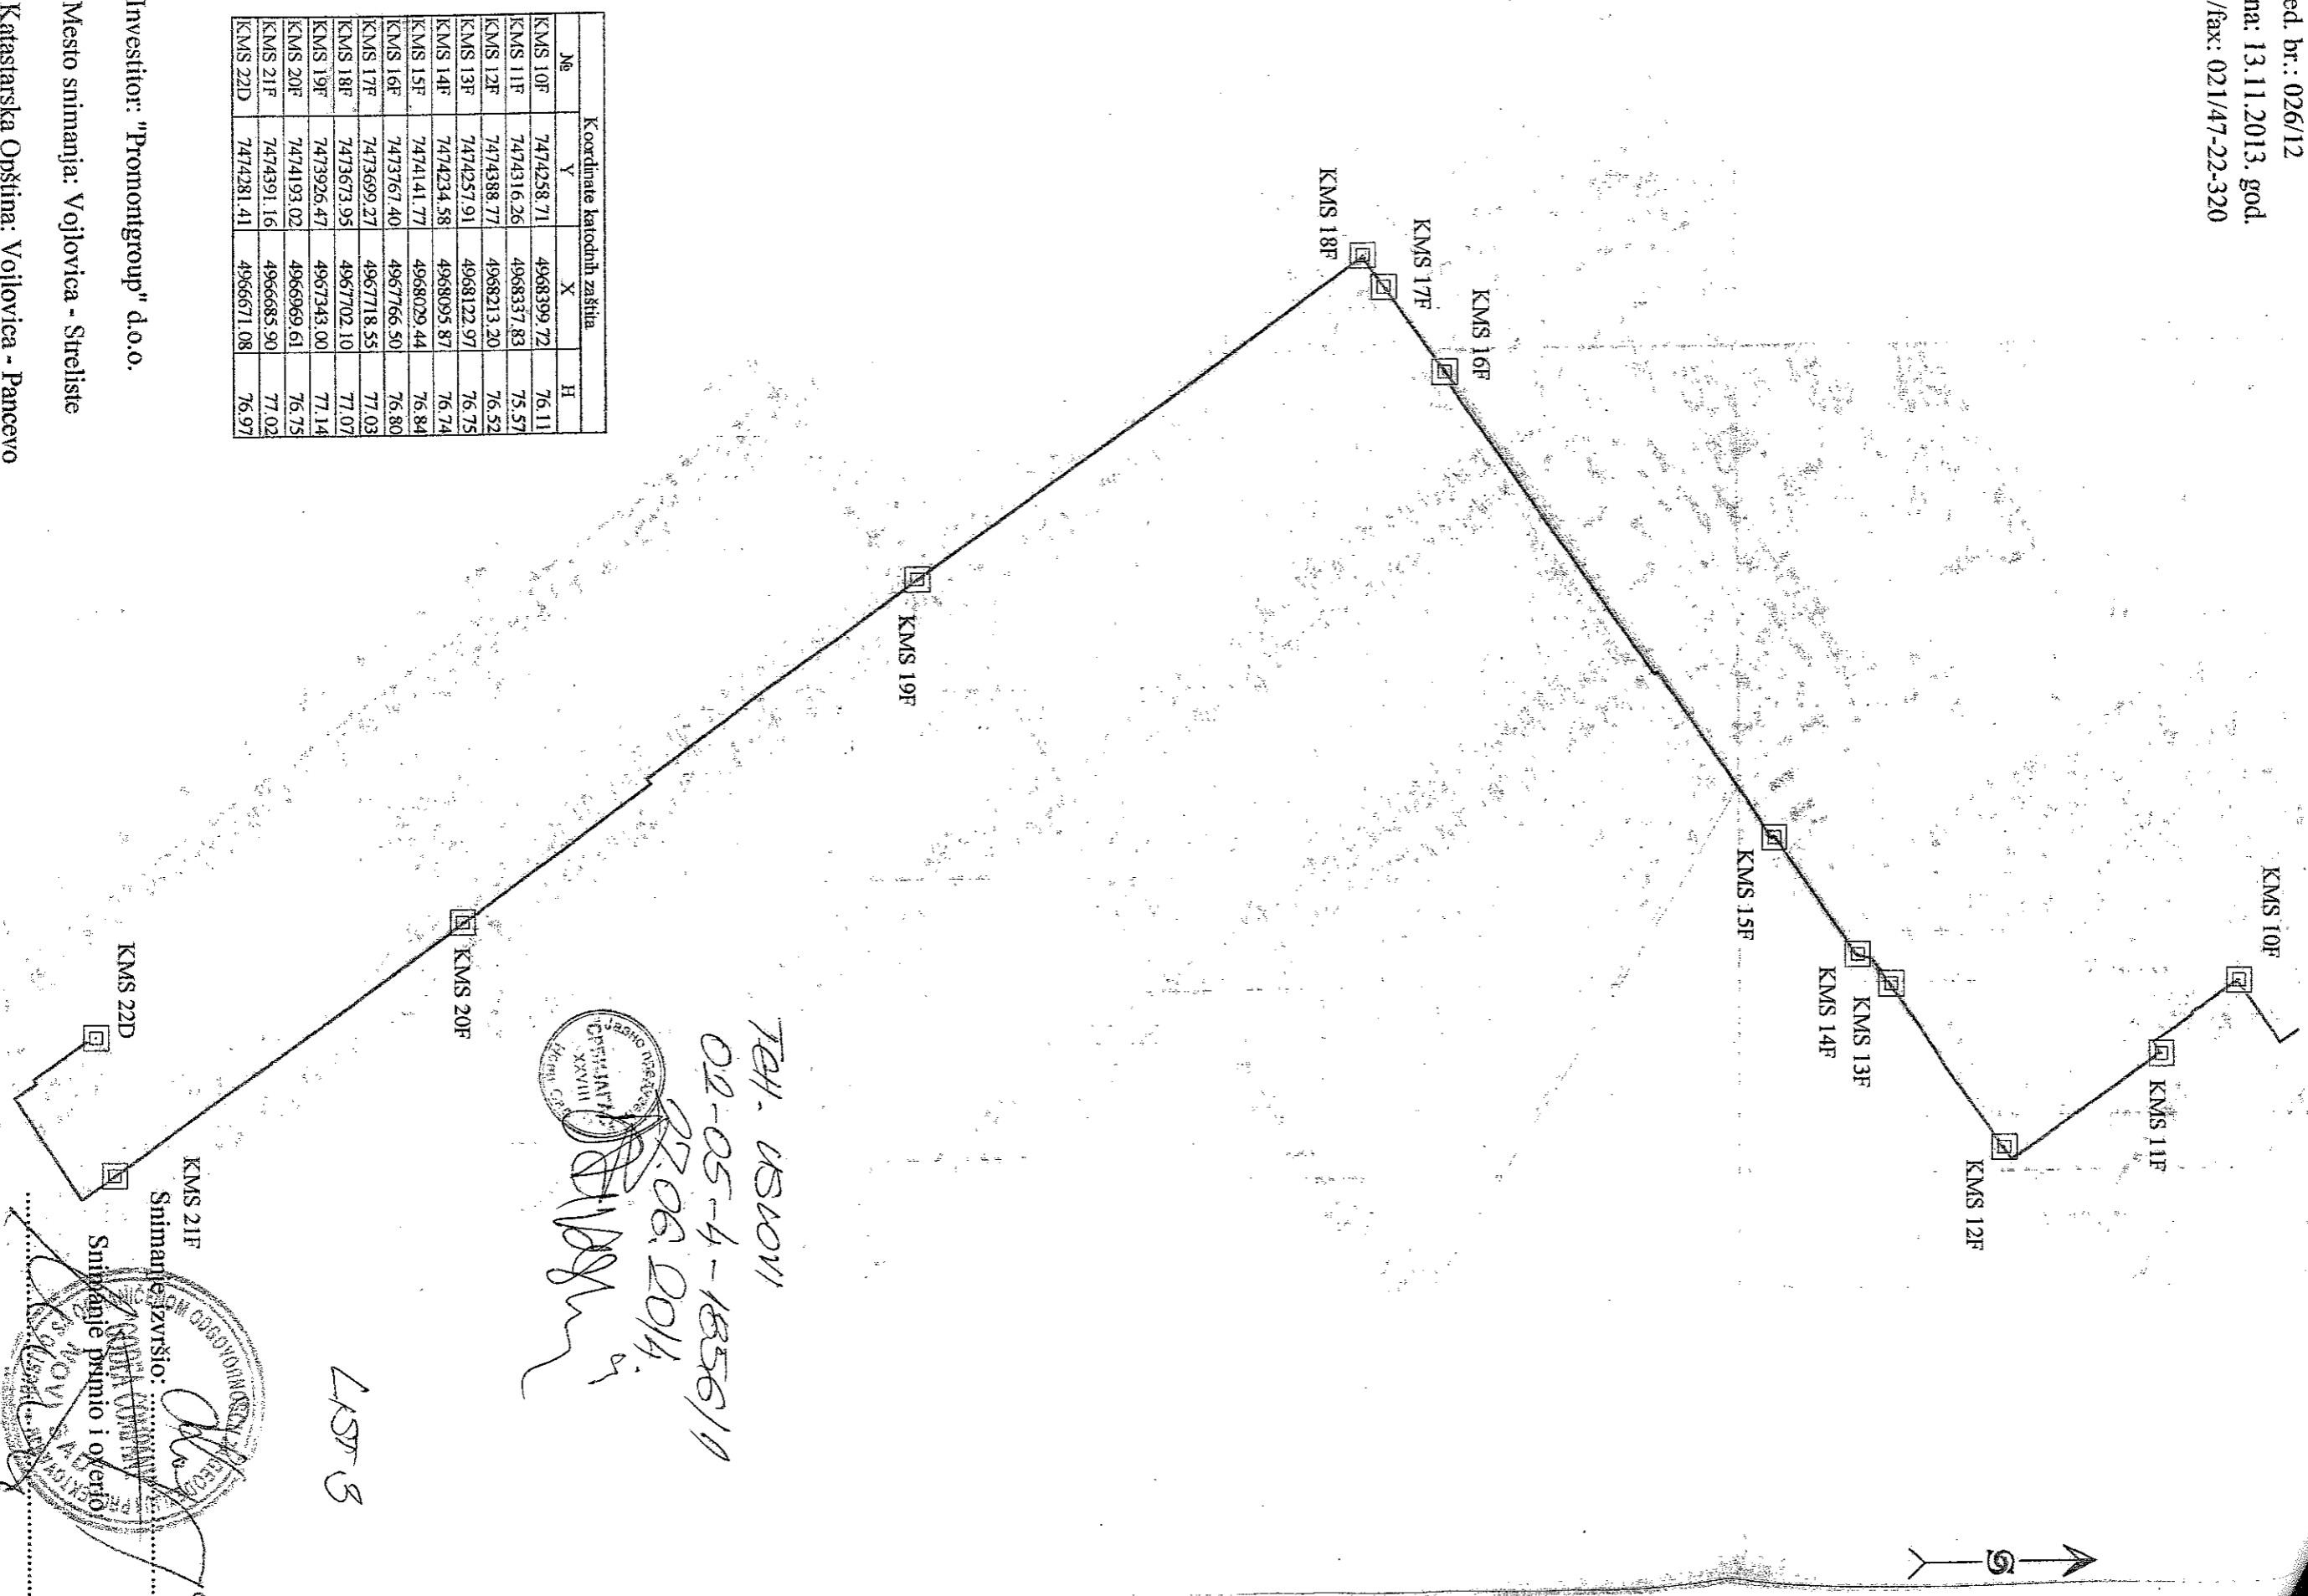 ed. br.: 026/12
na: 13.11.2013. god.
/fax: 021/47-22-320
KMS 10F
KMS 11F
KMS 12F
KMS 13F
KMS 14F
KMS 15F
KMS 16F
KMS 17F
KMS 18F
KMS 19F
KMS 20F
KMS 21F
KMS 22D
Koordinate katodnih zaštita
№ Y X H
KMS 10F 7474258.71 4968399.72 76.11
KMS 11F 7474316.26 4968337.83 75.57
KMS 12F 7474388.77 4968213.20 76.52
KMS 13F 7474257.91 4968122.97 76.75
KMS 14F 7474234.58 4968095.87 76.74
KMS 15F 7474141.77 4968029.44 76.84
KMS 16F 7473767.40 4967766.50 76.80
KMS 17F 7473699.27 4967718.55 77.03
KMS 18F 7473673.95 4967702.10 77.07
KMS 19F 7473926.47 4967343.00 77.14
KMS 20F 7474193.02 4966969.61 76.75
KMS 21F 7474391.16 4966685.90 77.02
KMS 22D 7474281.41 4966671.08 76.97
02-05-4-1856/1
27.06.2014.
XXVIII
List 3
Investitor: "Promontgroup" d.o.o.
Mesto snimanja: Vojlovica - Streliste
Katastarska Opština: Vojlovica - Pancevo
Snimanje izvršio:
Snimanje primio i overio
NOVI SAD